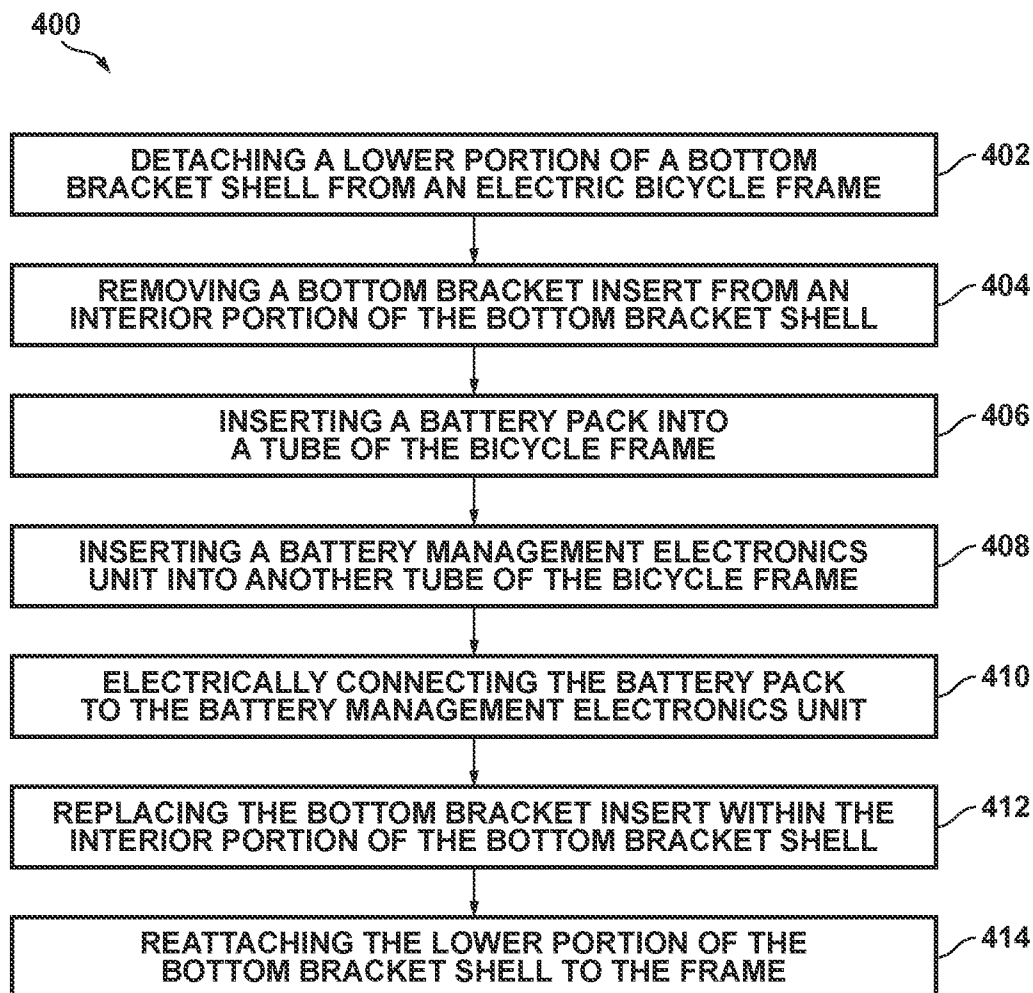 400
DETACHING A LOWER PORTION OF A BOTTOM
BRACKET SHELL FROM AN ELECTRIC BICYCLE FRAME
402
REMOVING A BOTTOM BRACKET INSERT FROM AN
INTERIOR PORTION OF THE BOTTOM BRACKET SHELL
404
INSERTING A BATTERY PACK INTO
A TUBE OF THE BICYCLE FRAME
406
INSERTING A BATTERY MANAGEMENT ELECTRONICS
UNIT INTO ANOTHER TUBE OF THE BICYCLE FRAME
408
ELECTRICALLY CONNECTING THE BATTERY PACK
TO THE BATTERY MANAGEMENT ELECTRONICS UNIT
410
REPLACING THE BOTTOM BRACKET INSERT WITHIN THE
INTERIOR PORTION OF THE BOTTOM BRACKET SHELL
412
REATTACHING THE LOWER PORTION OF THE
BOTTOM BRACKET SHELL TO THE FRAME
414